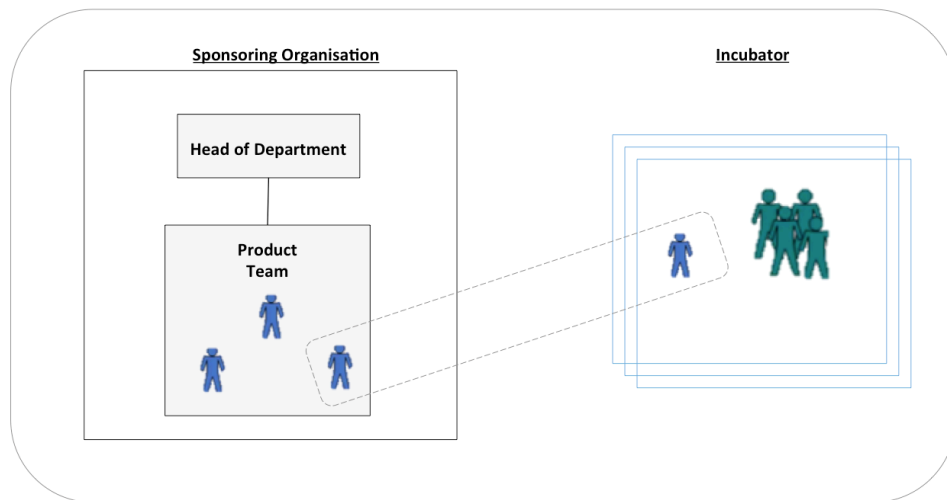 Sponsoring Organisation
Incubator
Head of Department
Product
Team